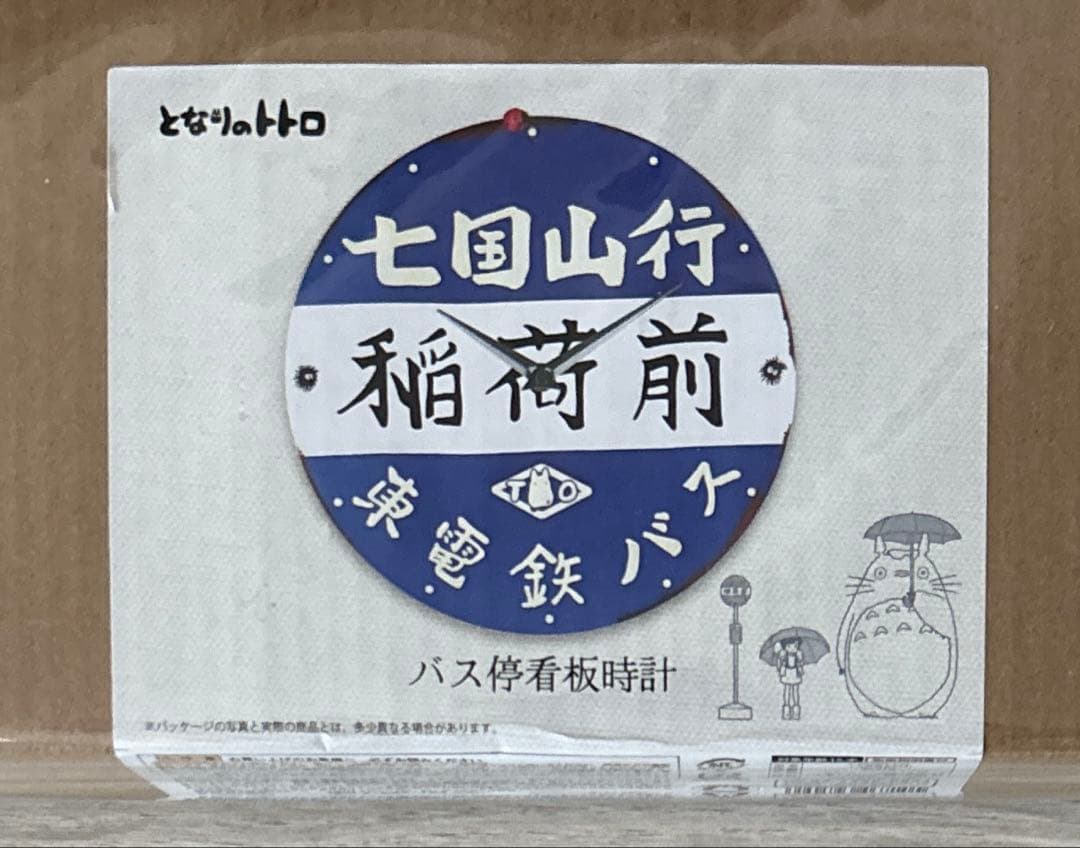 となりのトトロ
七国山行
稲荷前
T O
東電鉄バス
バス停看板時計
※パッケージの写真と実際の商品とは、多少異なる場合があります。